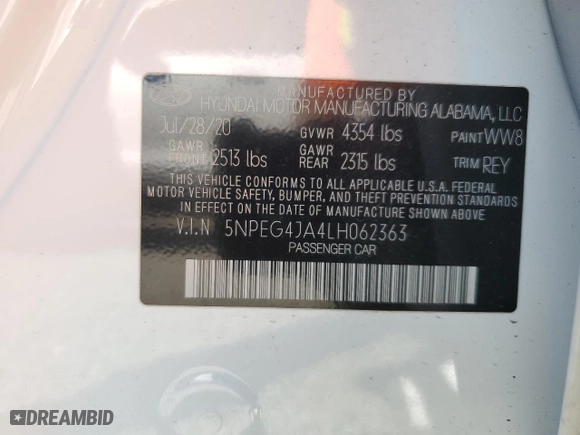 MANUFACTURED BY
HYUNDAI MOTOR MANUFACTURING ALABAMA, LLC
Jul/28/20 GVWR 4354 lbs PAINT WW8
GAWR FRONT 2513 lbs GAWR REAR 2315 lbs TRIM REY
THIS VEHICLE CONFORMS TO ALL APPLICABLE U.S.A. FEDERAL
MOTOR VEHICLE SAFETY, BUMPER, AND THEFT PREVENTION STANDARDS
IN EFFECT ON THE DATE OF MANUFACTURE SHOWN ABOVE.
V.I.N 5NPEG4JA4LH062363
PASSENGER CAR
DREAMBID